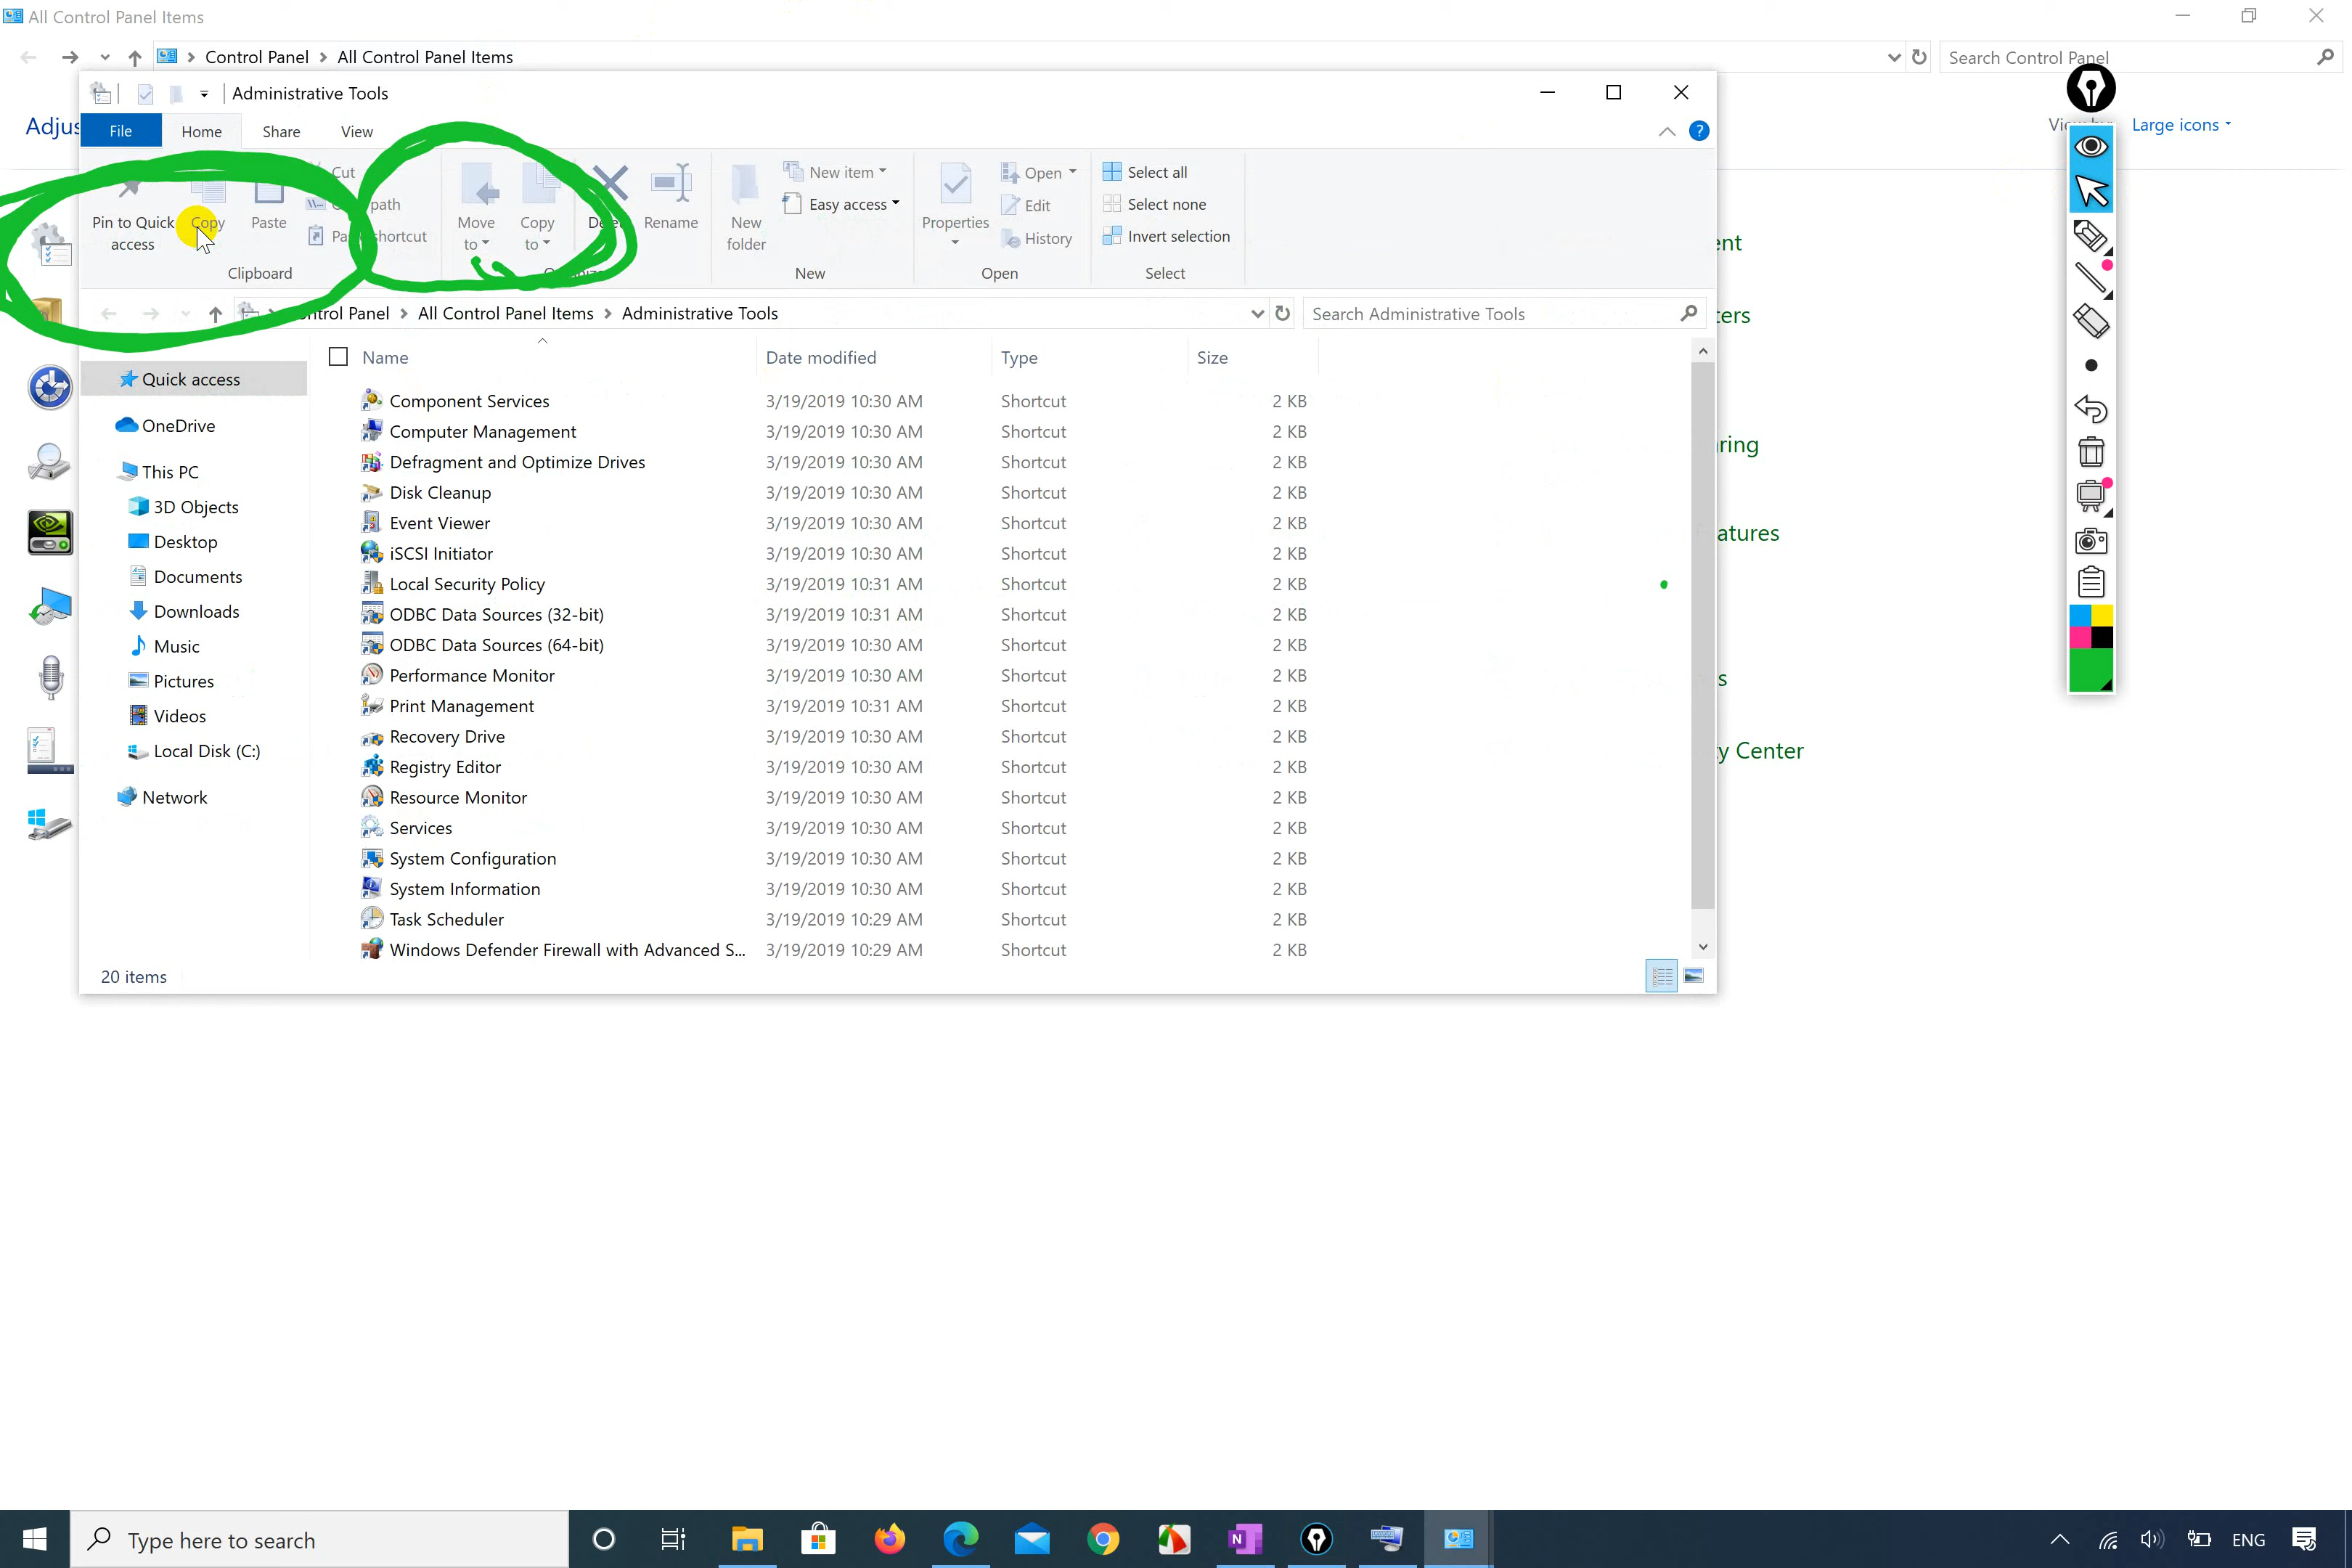 All Control Panel Items
Control Panel All Control Panel Items
Search Control Panel
Administrative Tools
Adjus
Large icons
File Home Share View
Pin to Quick access
Copy
Paste
Cut
path
shortcut
Clipboard
Move to
Copy to
Rename
New folder
New item
Easy access
New
Properties
Open
Edit
History
Open
Select all
Select none
Invert selection
Select
Panel All Control Panel Items Administrative Tools
Search Administrative Tools
Name Date modified Type Size
Quick access
OneDrive
This PC
3D Objects
Desktop
Documents
Downloads
Music
Pictures
Videos
Local Disk (C:)
Network
Component Services 3/19/2019 10:30 AM Shortcut 2 KB
Computer Management 3/19/2019 10:30 AM Shortcut 2 KB
Defragment and Optimize Drives 3/19/2019 10:30 AM Shortcut 2 KB
Disk Cleanup 3/19/2019 10:30 AM Shortcut 2 KB
Event Viewer 3/19/2019 10:30 AM Shortcut 2 KB
iSCSI Initiator 3/19/2019 10:30 AM Shortcut 2 KB
Local Security Policy 3/19/2019 10:31 AM Shortcut 2 KB
ODBC Data Sources (32-bit) 3/19/2019 10:31 AM Shortcut 2 KB
ODBC Data Sources (64-bit) 3/19/2019 10:30 AM Shortcut 2 KB
Performance Monitor 3/19/2019 10:30 AM Shortcut 2 KB
Print Management 3/19/2019 10:31 AM Shortcut 2 KB
Recovery Drive 3/19/2019 10:30 AM Shortcut 2 KB
Registry Editor 3/19/2019 10:30 AM Shortcut 2 KB
Resource Monitor 3/19/2019 10:30 AM Shortcut 2 KB
Services 3/19/2019 10:30 AM Shortcut 2 KB
System Configuration 3/19/2019 10:30 AM Shortcut 2 KB
System Information 3/19/2019 10:30 AM Shortcut 2 KB
Task Scheduler 3/19/2019 10:29 AM Shortcut 2 KB
Windows Defender Firewall with Advanced S... 3/19/2019 10:29 AM Shortcut 2 KB
20 items
ent
ters
ring
atures
s
y Center
Type here to search
ENG